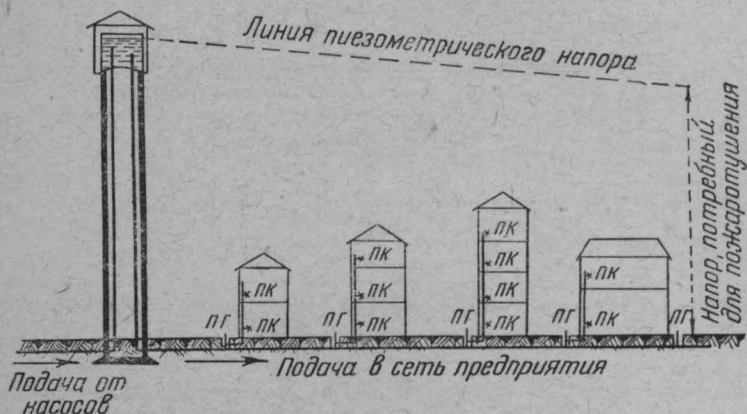 Линия пиезометрического напора
Напор, потребный
для пожаротушения
ПК
ПК
ПК
ПК
ПК
ПК
ПК
ПК
ПК
ПК
ПК
ПГ
ПГ
ПГ
ПГ
ПГ
Подача от
насосов
Подача в сеть предприятия